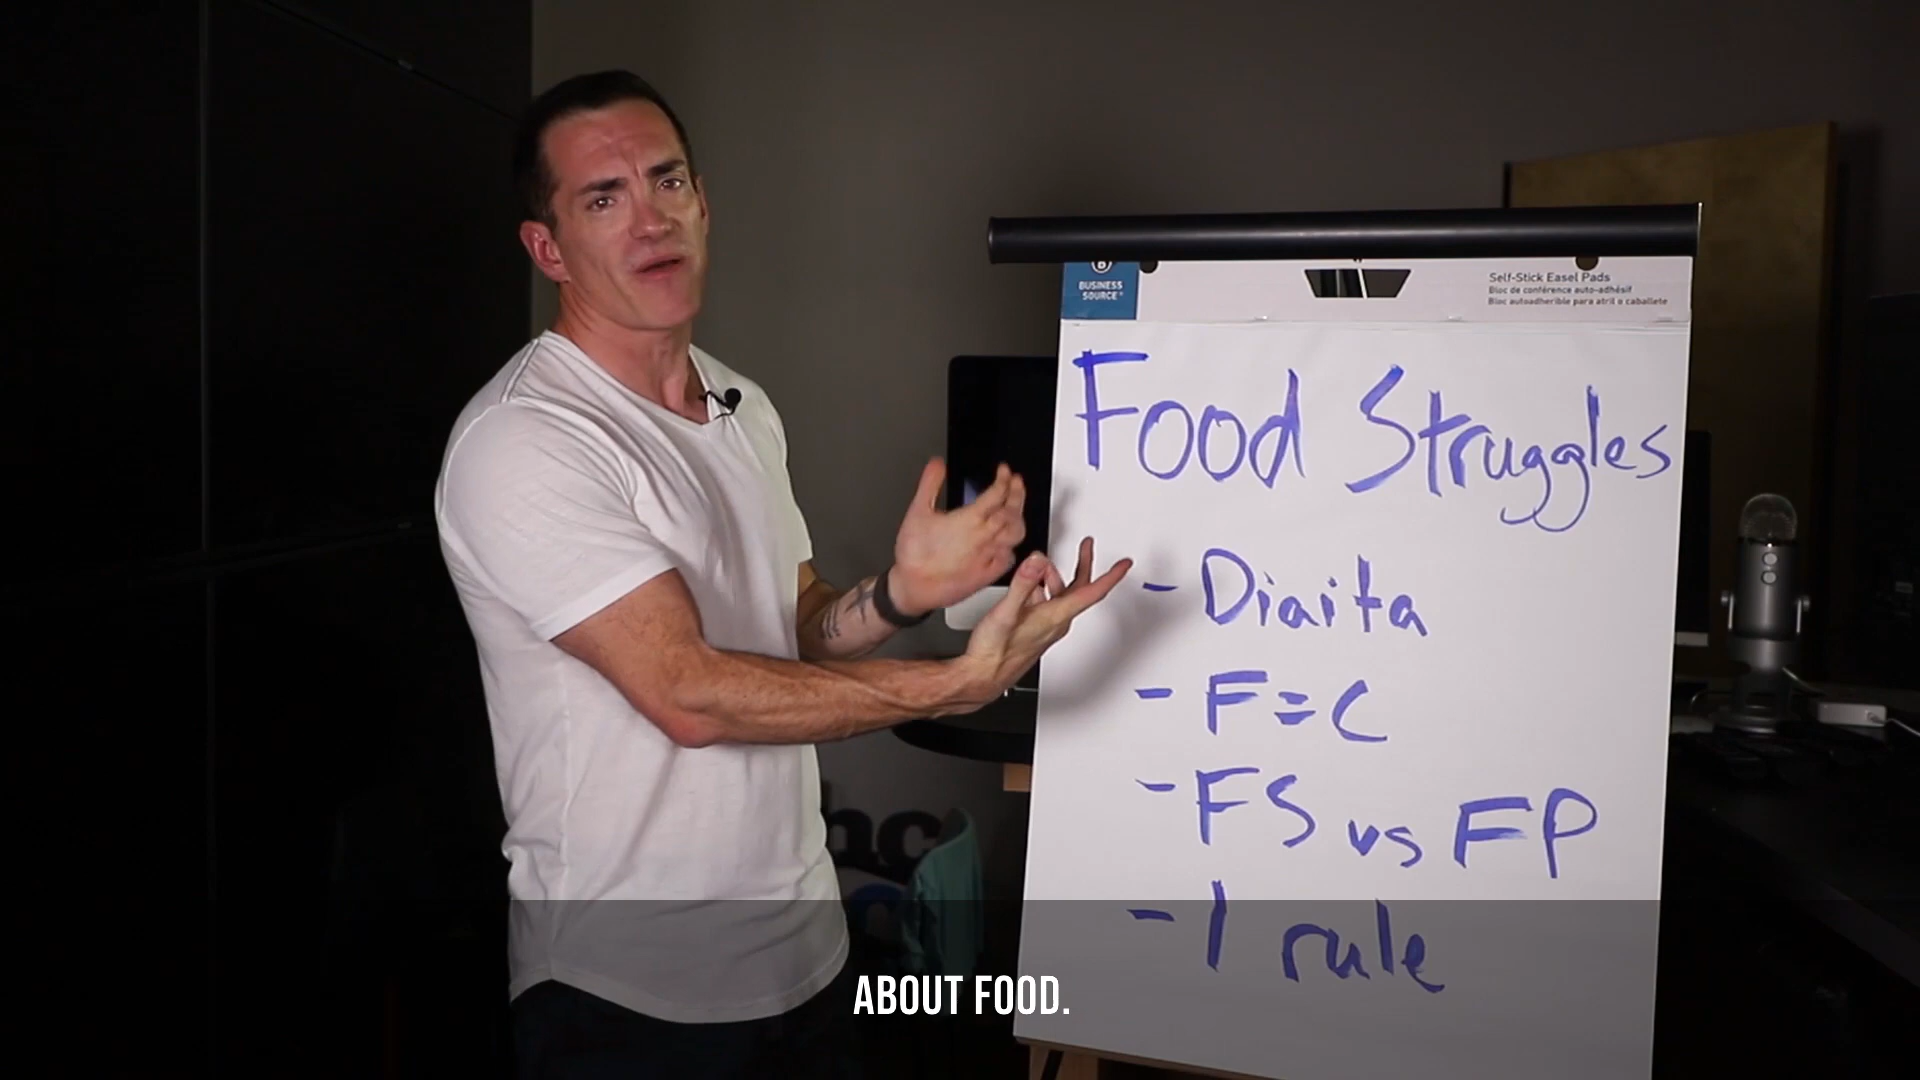 BUSINESS
SOURCE
Self-Stick Easel Pads
Bloc de conférence auto-adhésif
Bloc autoadherible para atril o caballete
Food Struggles
- Diaita
- F=C
- FS vs FP
- 1 rule
ABOUT FOOD.